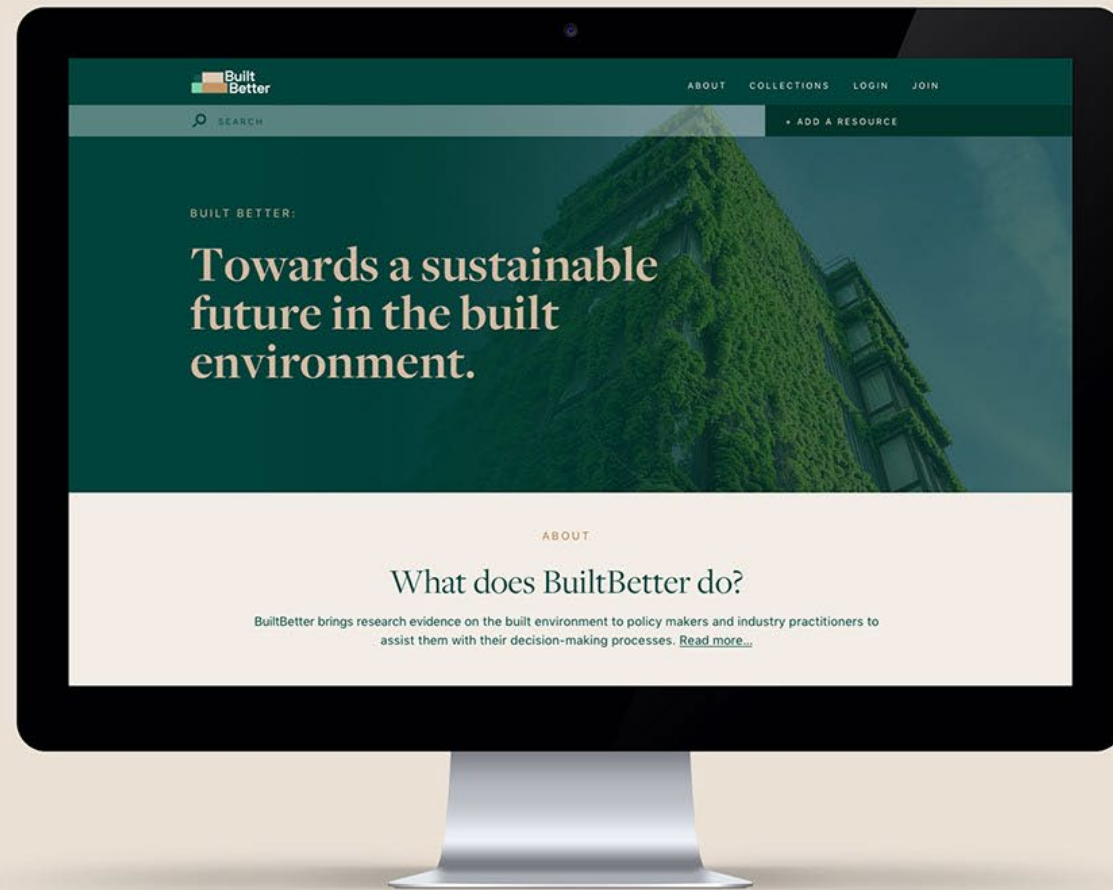 Built
Better
ABOUT COLLECTIONS LOGIN JOIN
SEARCH
+ ADD A RESOURCE
BUILT BETTER:
Towards a sustainable
future in the built
environment.
ABOUT
What does BuiltBetter do?
BuiltBetter brings research evidence on the built environment to policy makers and industry practitioners to
assist them with their decision-making processes. Read more...